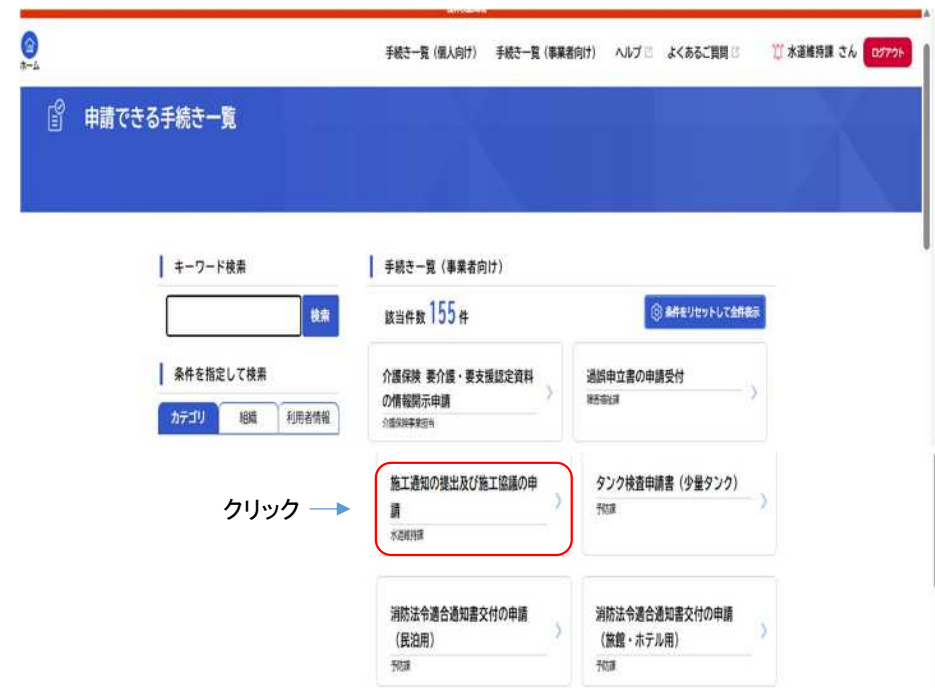 ホーム
手続き一覧（個人向け） 手続き一覧（事業者向け） ヘルプ よくあるご質問 水道維持課 さん ログアウト
申請できる手続き一覧
キーワード検索
検索
条件を指定して検索
カテゴリ 組織 利用者情報
手続き一覧（事業者向け）
該当件数 155 件
条件をリセットして全件表示
介護保険 要介護・要支援認定資料
の情報開示申請
介護保険事業担当
過誤申立書の申請受付
障害福祉課
クリック
施工通知の提出及び施工協議の申
請
水道維持課
タンク検査申請書（少量タンク）
予防課
消防法令適合通知書交付の申請
（民泊用）
予防課
消防法令適合通知書交付の申請
（旅館・ホテル用）
予防課